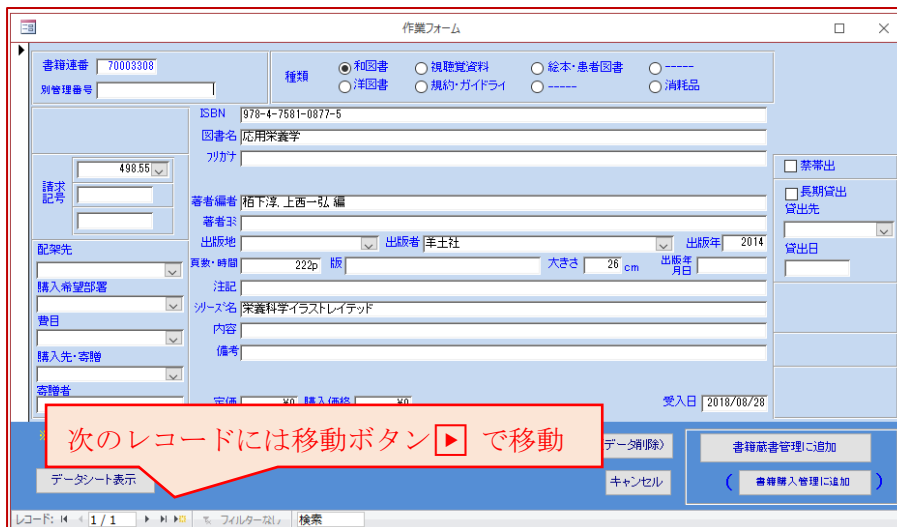 作業フォーム
書籍連番 70003308
別管理番号
種類
和図書 視聴覚資料 絵本・患者図書 -----
洋図書 規約・ガイドライ ----- 消耗品
ISBN 978-4-7581-0877-5
図書名 応用栄養学
フリガナ
請求記号
498.55
著者編者 栢下淳, 上西一弘 編
著者ヨミ
出版地 出版者 羊土社 出版年 2014
頁数・時間 222p 版 大きさ 26 cm 出版年月日
注記
シリーズ名 栄養科学イラストレイテッド
内容
備考
配架先
購入希望部署
費目
購入先・寄贈
寄贈者
禁帯出
長期貸出
貸出先
貸出日
定価 ¥0 購入価格 ¥0
受入日 2018/08/28
次のレコードには移動ボタン▶ で移動
データ削除)
書籍蔵書管理に追加
データシート表示
キャンセル
( 書籍購入管理に追加 )
レコード: 1 / 1 フィルターなし 検索